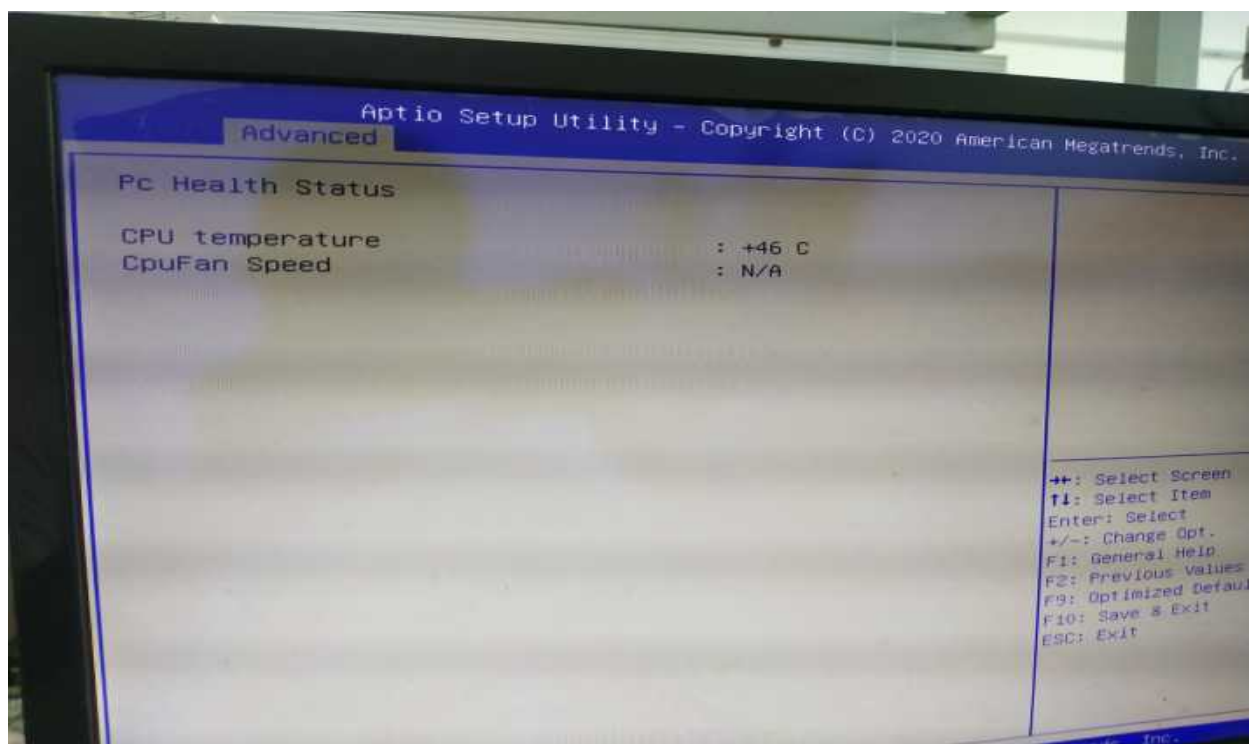 Aptio Setup Utility - Copyright (C) 2020 American Megatrends, Inc.
Advanced
Pc Health Status
CPU temperature : +46 C
CpuFan Speed : N/A
→←: Select Screen
↑↓: Select Item
Enter: Select
+/-: Change Opt.
F1: General Help
F2: Previous Values
F9: Optimized Defaul
F10: Save & Exit
ESC: Exit
Inc.